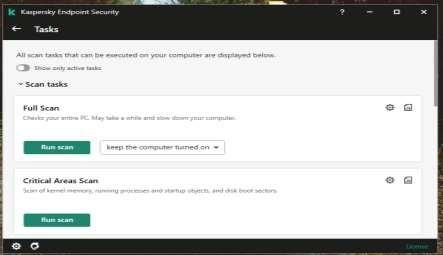 Kaspersky Endpoint Security
Tasks
All scan tasks that can be executed on your computer are displayed below.
Show only active tasks
Scan tasks
Full Scan
Checks your entire PC. May take a while and slow down your computer.
Run scan
keep the computer turned on
Critical Areas Scan
Scan of kernel memory, running processes and startup objects, and disk boot sectors.
Run scan
License